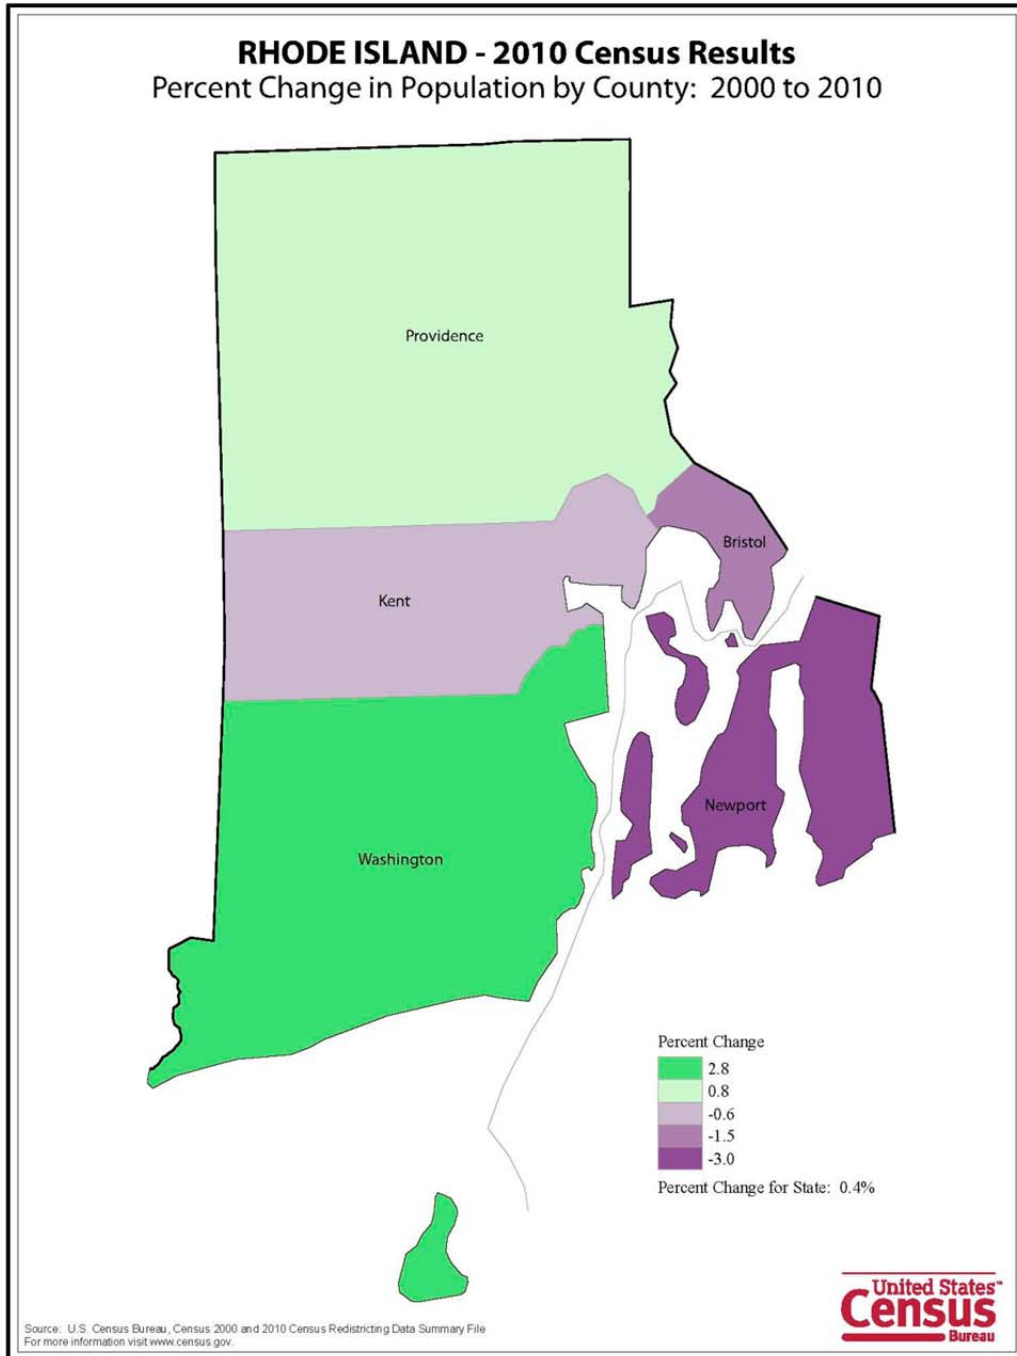 RHODE ISLAND - 2010 Census Results
Percent Change in Population by County: 2000 to 2010
Providence
Bristol
Kent
Newport
Washington
Percent Change
2.8
0.8
-0.6
-1.5
-3.0
Percent Change for State: 0.4%
United States™
Census
Bureau
Source: U.S. Census Bureau, Census 2000 and 2010 Census Redistricting Data Summary File
For more information visit www.census.gov.